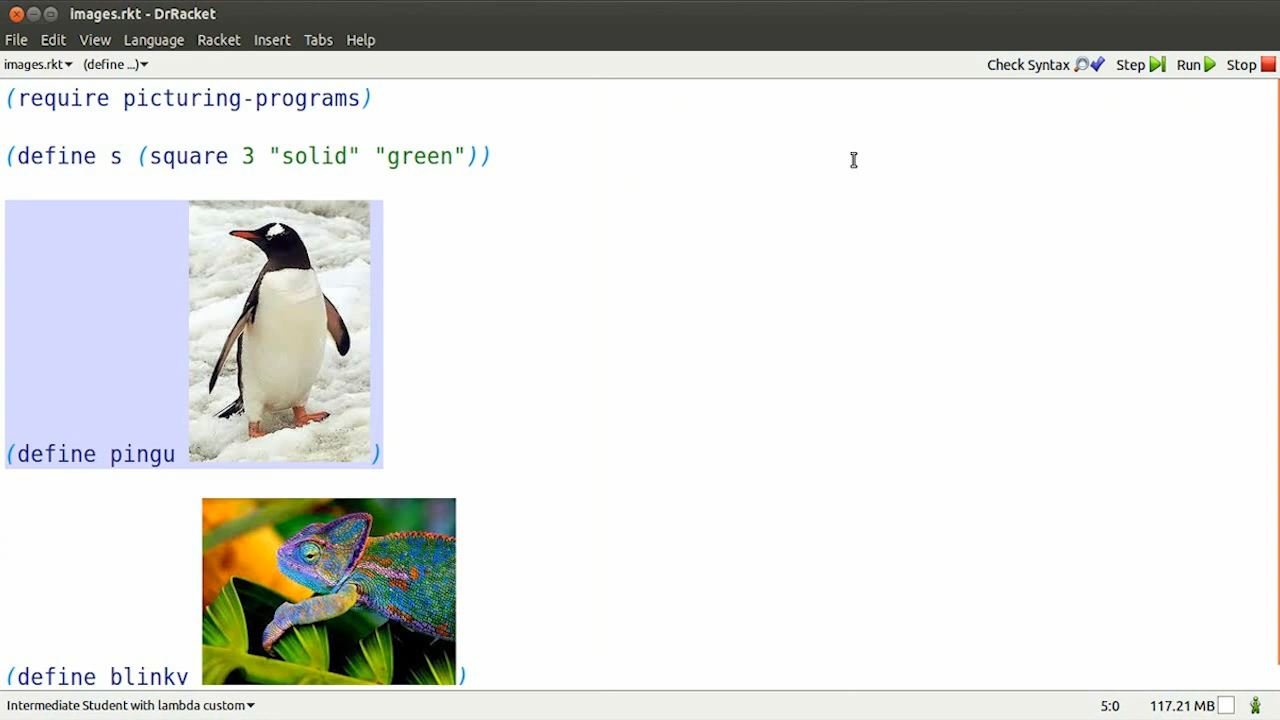 images.rkt - DrRacket
File Edit View Language Racket Insert Tabs Help
images.rkt (define ...) Check Syntax Step Run Stop
(require picturing-programs)
(define s (square 3 "solid" "green"))
(define pingu )
(define blinky )
Intermediate Student with lambda custom 5:0 117.21 MB